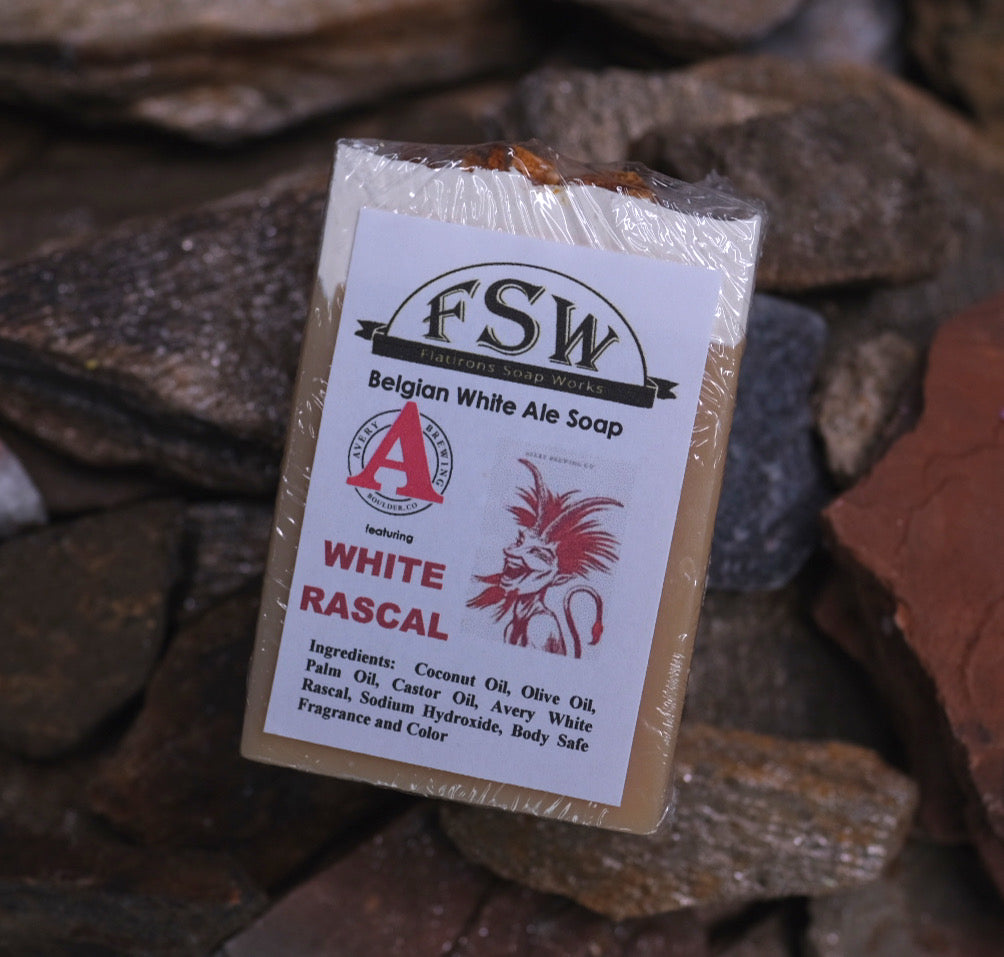 FSW
Flatirons Soap Works
Belgian White Ale Soap
AVERY BREWING
A
BOULDER.CO
AVERY BREWING CO
featuring
WHITE
RASCAL
Ingredients: Coconut Oil, Olive Oil,
Palm Oil, Castor Oil, Avery White
Rascal, Sodium Hydroxide, Body Safe
Fragrance and Color